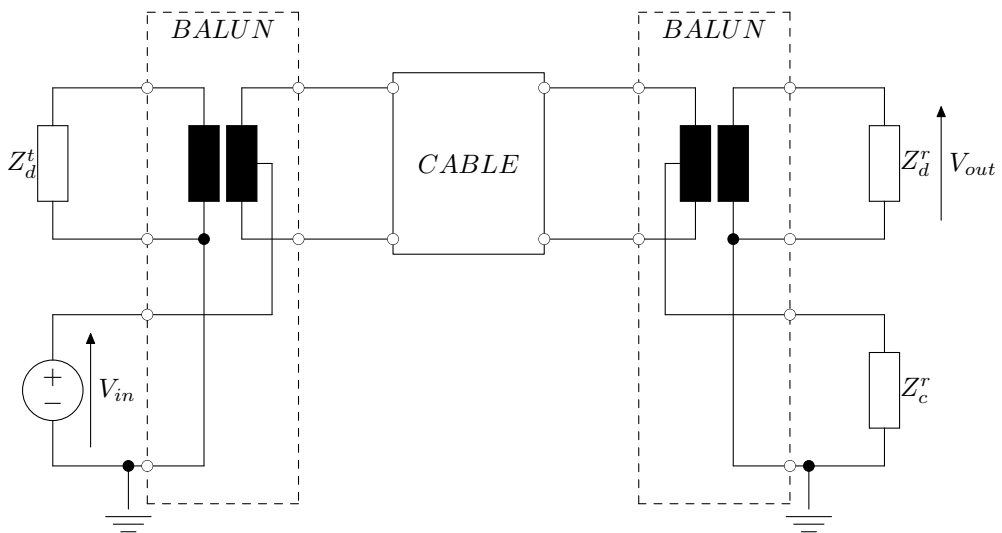 BALUN
BALUN
Z_d^t
CABLE
Z_d^r
V_out
+
−
V_in
Z_c^r